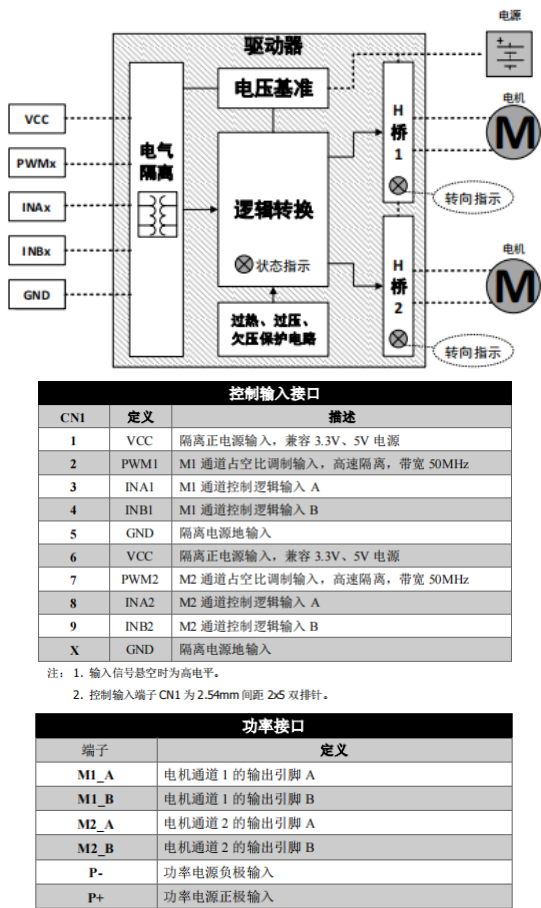 电源
驱动器
电压基准
电机
H
桥
1
M
VCC
电气
隔离
PWMx
转向指示
INAx
逻辑转换
INBx
状态指示
电机
H
桥
2
M
GND
过热、过压、
欠压保护电路
转向指示
控制输入接口
CN1 定义 描述
1 VCC 隔离正电源输入，兼容 3.3V、5V 电源
2 PWM1 M1 通道占空比调制输入，高速隔离，带宽 50MHz
3 INA1 M1 通道控制逻辑输入 A
4 INB1 M1 通道控制逻辑输入 B
5 GND 隔离电源地输入
6 VCC 隔离正电源输入，兼容 3.3V、5V 电源
7 PWM2 M2 通道占空比调制输入，高速隔离，带宽 50MHz
8 INA2 M2 通道控制逻辑输入 A
9 INB2 M2 通道控制逻辑输入 B
X GND 隔离电源地输入
注： 1. 输入信号悬空时为高电平。
2. 控制输入端子 CN1 为 2.54mm 间距 2x5 双排针。
功率接口
端子 定义
M1_A 电机通道 1 的输出引脚 A
M1_B 电机通道 1 的输出引脚 B
M2_A 电机通道 2 的输出引脚 A
M2_B 电机通道 2 的输出引脚 B
P- 功率电源负极输入
P+ 功率电源正极输入